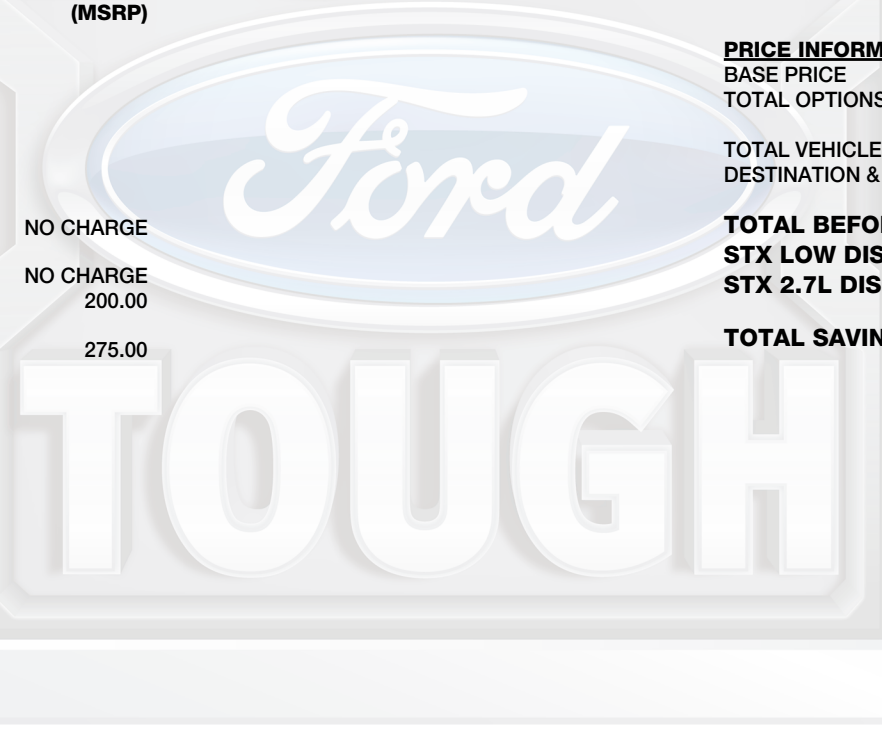 (MSRP)
NO CHARGE
NO CHARGE
200.00
275.00
PRICE INFORM
BASE PRICE
TOTAL OPTIONS
TOTAL VEHICLE
DESTINATION &
TOTAL BEFO
STX LOW DIS
STX 2.7L DIS
TOTAL SAVIN
Ford
TOUGH